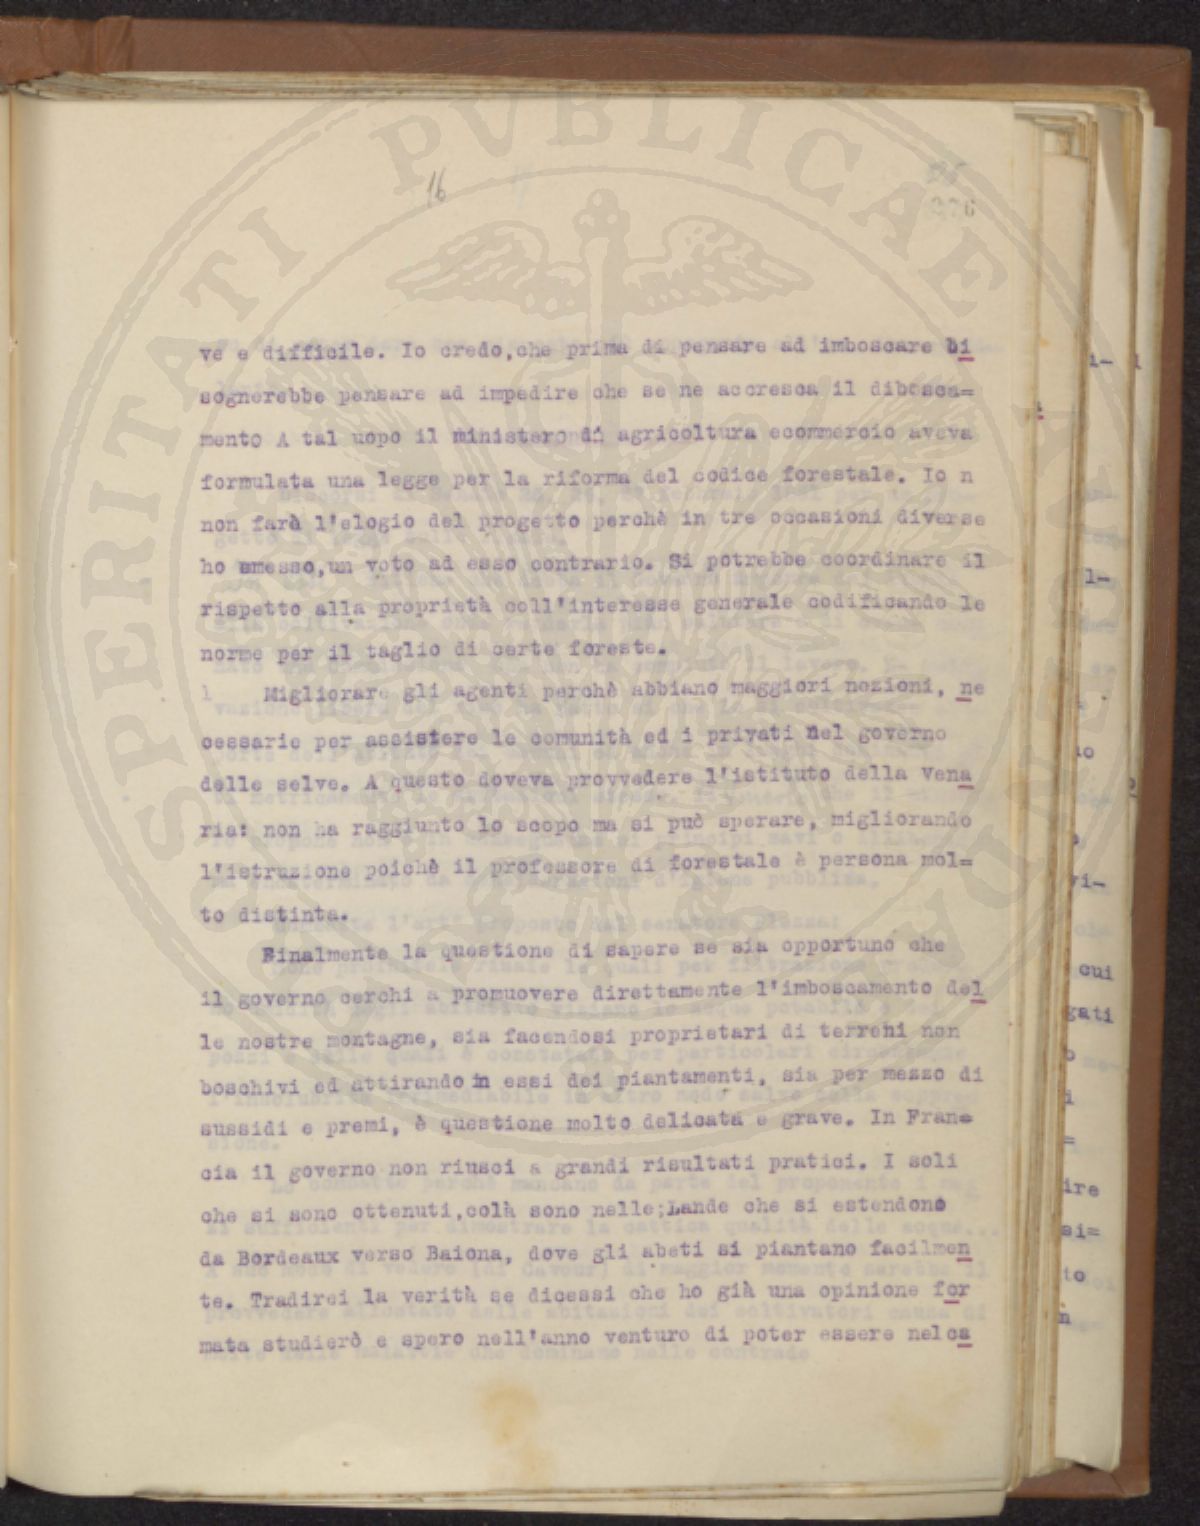 16
ve e difficile. Io credo,che prima di pensare ad imboscare bi
sognerebbe pensare ad impedire che se ne accresca il dibosca=
mento A tal uopo il ministero di agricoltura ecommercio aveva
formulata una legge per la riforma del codice forestale. Io n
non farà l'elogio del progetto perchè in tre occasioni diverse
ho emesso,un voto ad esso contrario. Si potrebbe coordinare il
rispetto alla proprietà coll'interesse generale codificando le
norme per il taglio di certe foreste.
l Migliorare gli agenti perchè abbiano maggiori nozioni, ne
cessarie per assistere le comunità ed i privati nel governo
delle selve. A questo doveva provvedere l'istituto della Vena
ria: non ha raggiunto lo scopo ma si può sperare, migliorando
l'istruzione poichè il professore di forestale è persona mol=
to distinta.
Finalmente la questione di sapere se sia opportuno che
il governo cerchi a promuovere direttamente l'imboscamento del
le nostre montagne, sia facendosi proprietari di terreni non
boschivi ed attirando in essi dei piantamenti, sia per mezzo di
sussidi e premi, è questione molto delicata e grave. In Fran=
cia il governo non riusci a grandi risultati pratici. I soli
che si sono ottenuti,colà sono nelle;Lande che si estendono
da Bordeaux verso Baiona, dove gli abeti si piantano facilmen
te. Tradirei la verità se dicessi che ho già una opinione for
mata studierò e spero nell'anno venturo di poter essere nel ca
PROSPERITATI PVBLICAE AVGENDAE